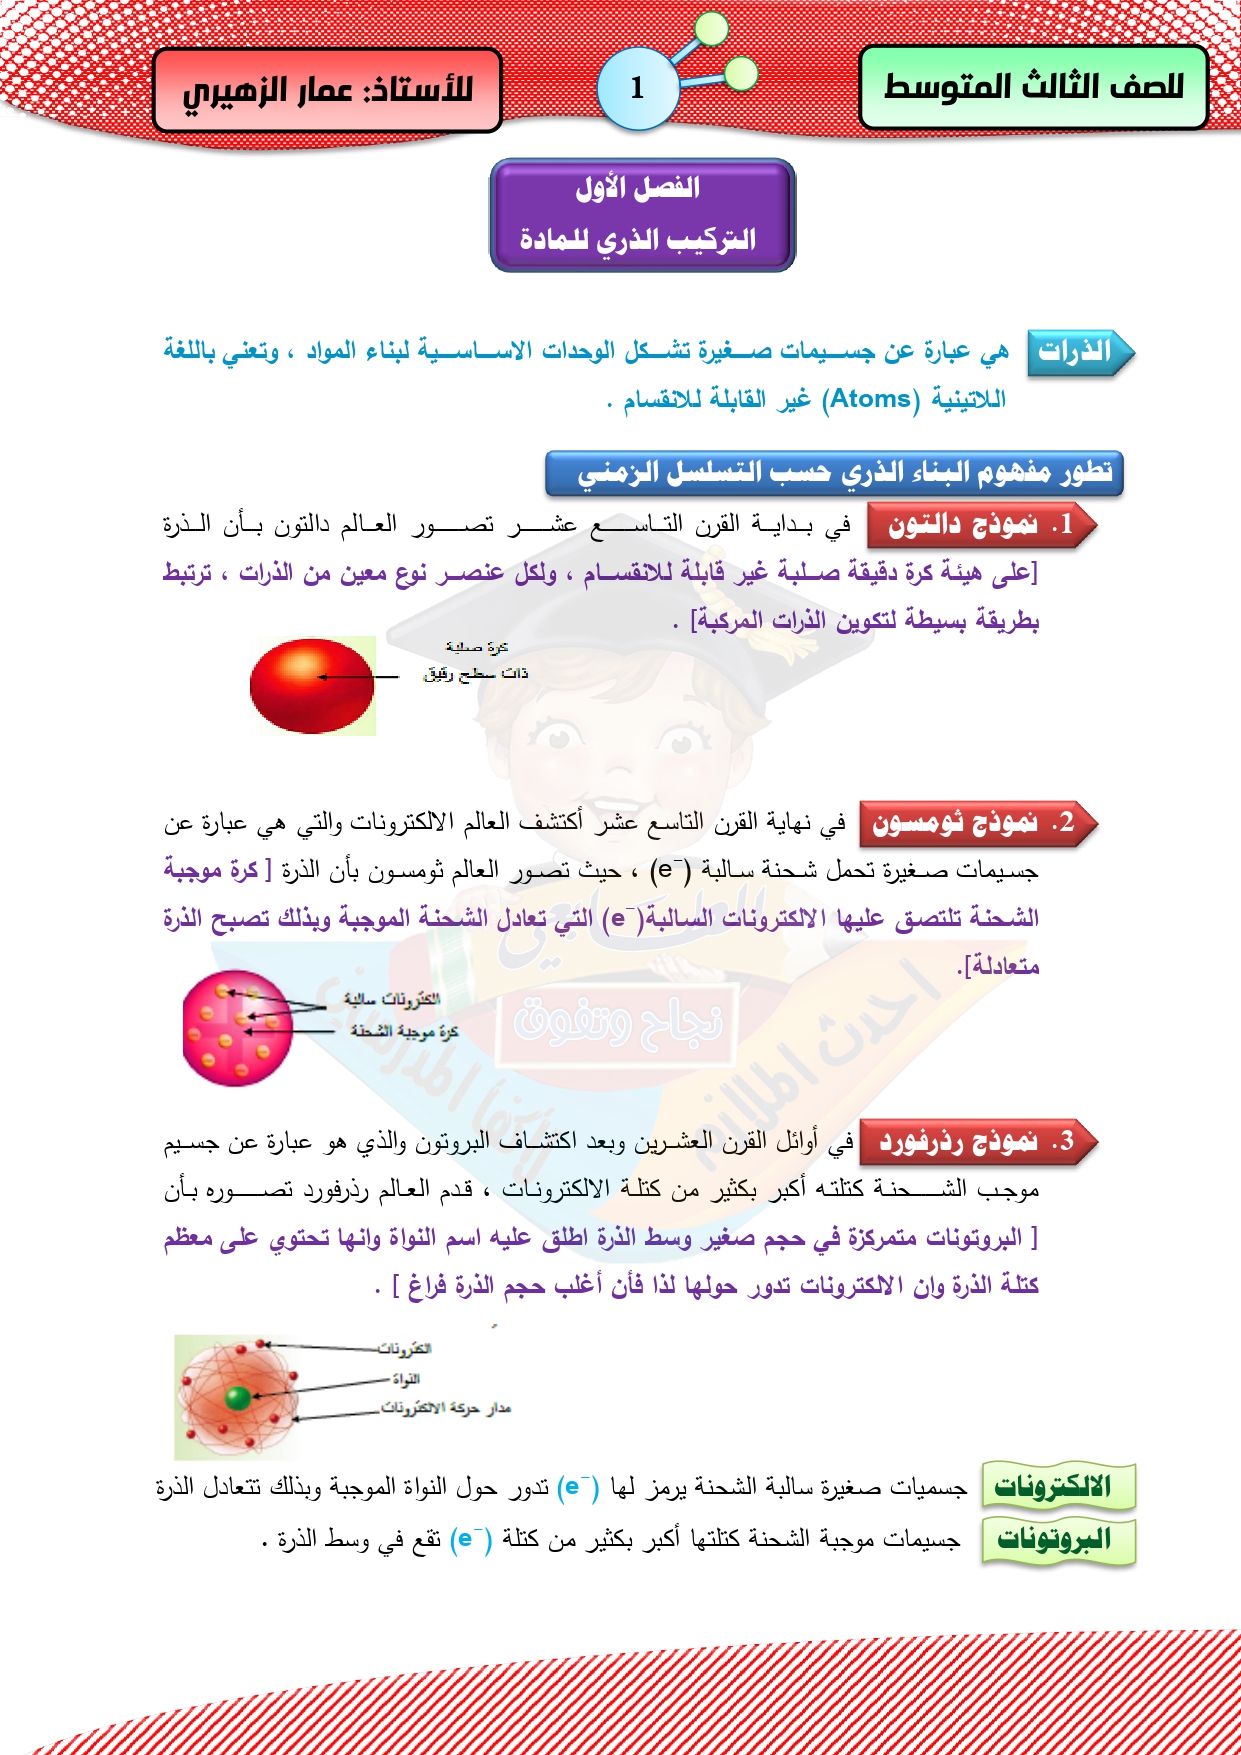 للصف الثالث المتوسط
1
للأستاذ: عمار الزهيري
الفصل الأول
التركيب الذري للمادة
الذرات هي عبارة عن جسيمات صغيرة تشكل الوحدات الاساسية لبناء المواد ، وتعني باللغة
اللاتينية (Atoms) غير القابلة للانقسام .
تطور مفهوم البناء الذري حسب التسلسل الزمني
1. نموذج دالتون في بداية القرن التاسع عشر تصور العالم دالتون بأن الذرة
[على هيئة كرة دقيقة صلبة غير قابلة للانقسام ، ولكل عنصر نوع معين من الذرات ، ترتبط
بطريقة بسيطة لتكوين الذرات المركبة] .
كرة صلبة
ذات سطح رقيق
2. نموذج ثومسون في نهاية القرن التاسع عشر أكتشف العالم الالكترونات والتي هي عبارة عن
جسيمات صغيرة تحمل شحنة سالبة (e⁻) ، حيث تصور العالم ثومسون بأن الذرة [ كرة موجبة
الشحنة تلتصق عليها الالكترونات السالبة(e⁻) التي تعادل الشحنة الموجبة وبذلك تصبح الذرة
متعادلة].
الكترونات سالبة
كرة موجبة الشحنة
العلم كافي
نجاح وتفوق
احدث الملازم
لأكفأ المدرسين
3. نموذج رذرفورد في أوائل القرن العشرين وبعد اكتشاف البروتون والذي هو عبارة عن جسيم
موجب الشحنة كتلته أكبر بكثير من كتلة الالكترونات ، قدم العالم رذرفورد تصوره بأن
[ البروتونات متمركزة في حجم صغير وسط الذرة اطلق عليه اسم النواة وانها تحتوي على معظم
كتلة الذرة وان الالكترونات تدور حولها لذا فأن أغلب حجم الذرة فراغ ] .
الكترونات
النواة
مدار حركة الالكترونات
الالكترونات جسميات صغيرة سالبة الشحنة يرمز لها (e⁻) تدور حول النواة الموجبة وبذلك تتعادل الذرة
البروتونات جسيمات موجبة الشحنة كتلتها أكبر بكثير من كتلة (e⁻) تقع في وسط الذرة .